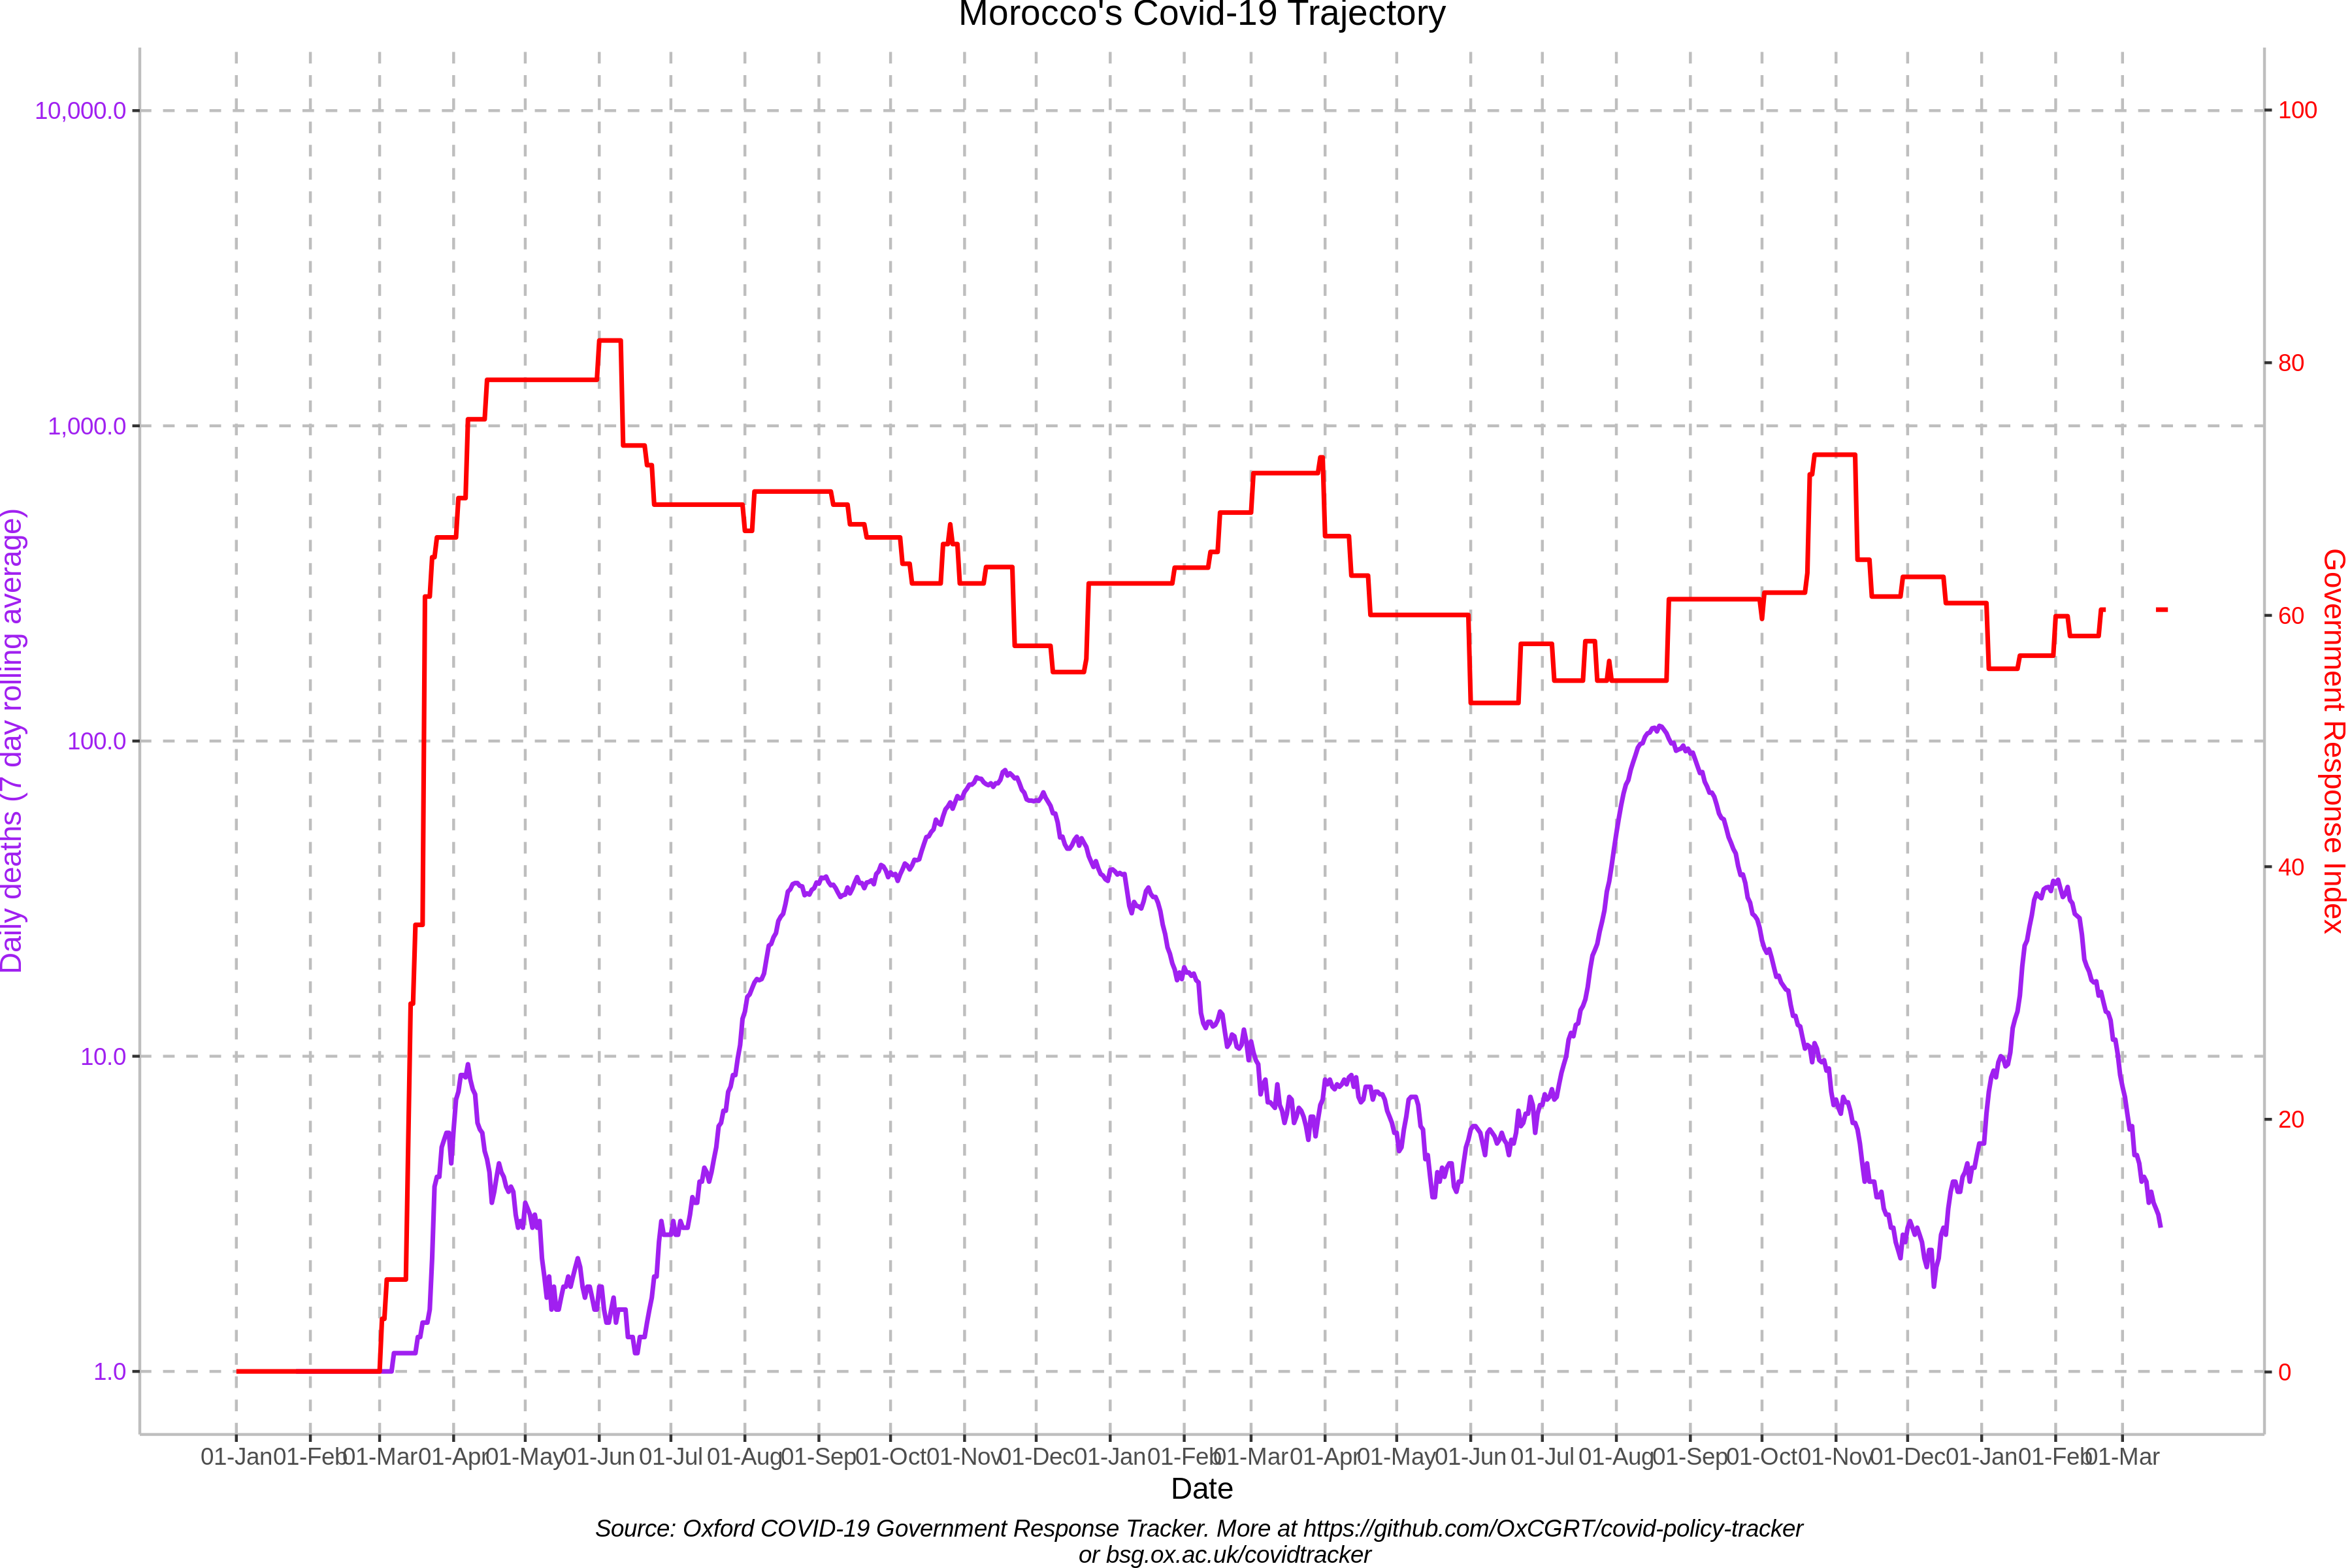 Morocco's Covid-19 Trajectory
10,000.0
1,000.0
100.0
10.0
1.0
Daily deaths (7 day rolling average)
100
80
60
40
20
0
Government Response Index
01-Jan 01-Feb 01-Mar 01-Apr 01-May 01-Jun 01-Jul 01-Aug 01-Sep 01-Oct 01-Nov 01-Dec 01-Jan 01-Feb 01-Mar 01-Apr 01-May 01-Jun 01-Jul 01-Aug 01-Sep 01-Oct 01-Nov 01-Dec 01-Jan 01-Feb 01-Mar
Date
Source: Oxford COVID-19 Government Response Tracker. More at https://github.com/OxCGRT/covid-policy-tracker
or bsg.ox.ac.uk/covidtracker